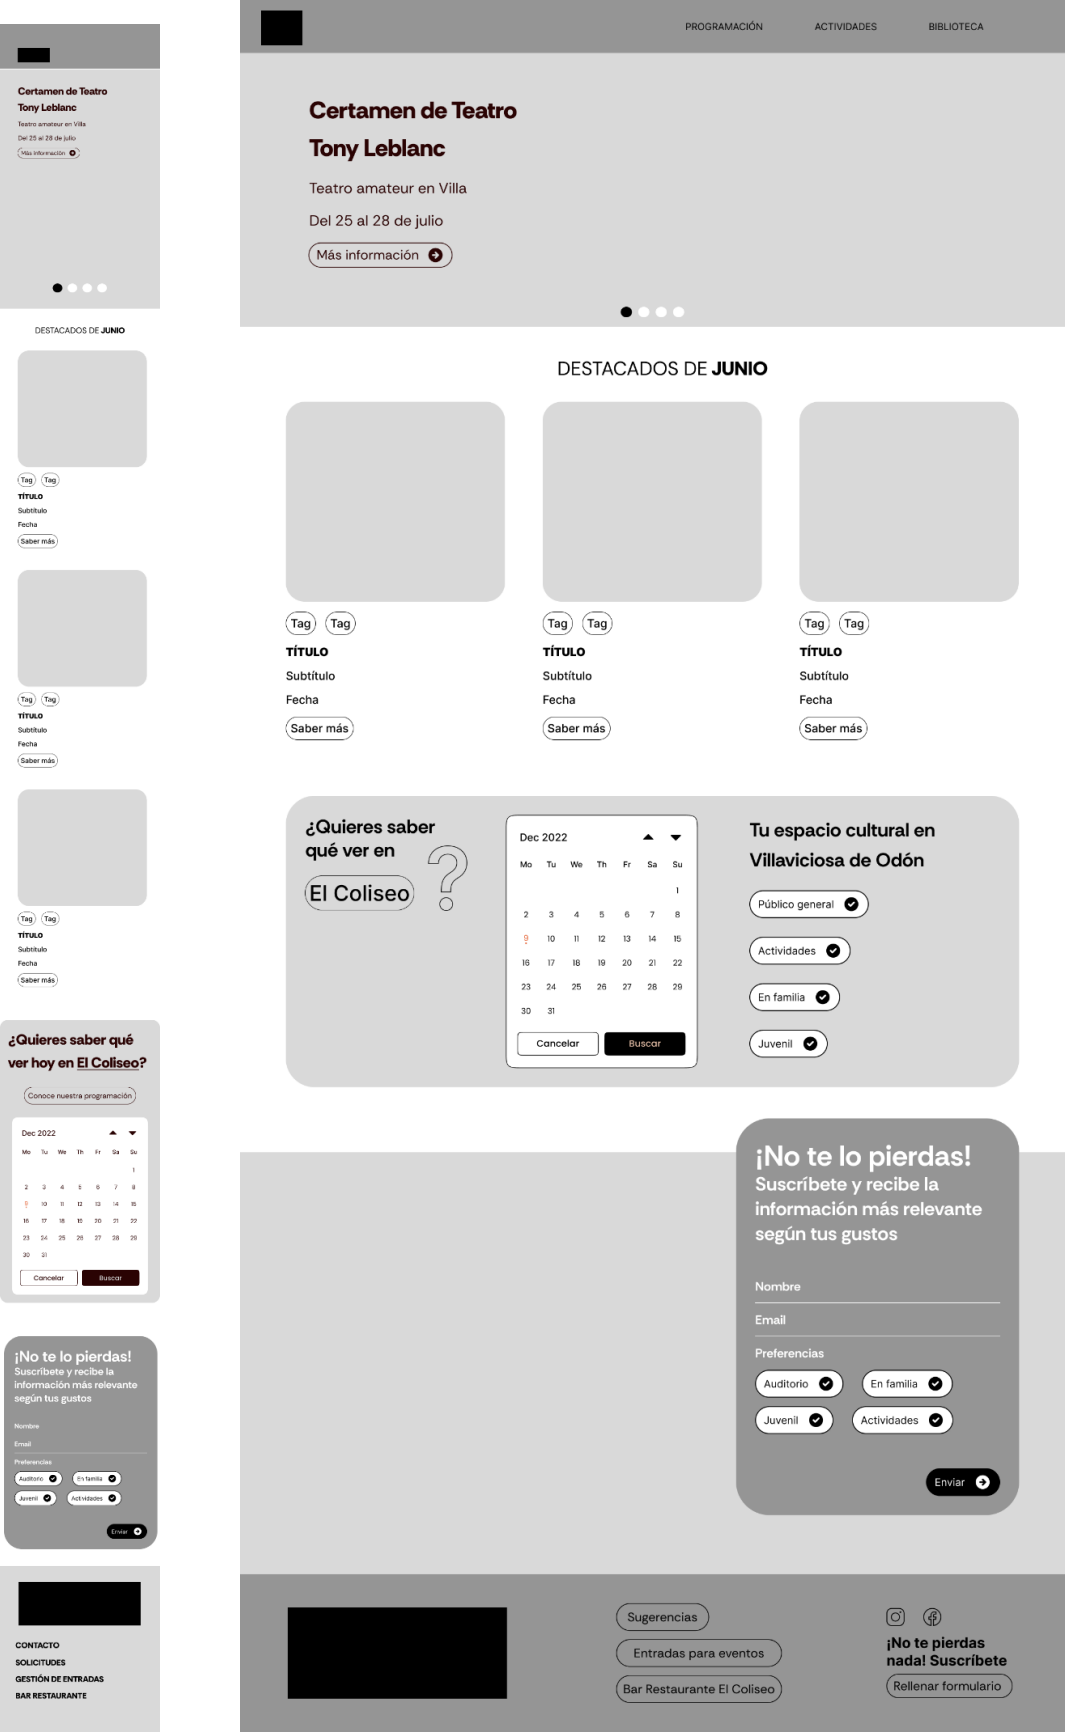 Certamen de Teatro
Tony Leblanc
Teatro amateur en Villa
Del 25 al 28 de julio
Más información
DESTACADOS DE JUNIO
Tag Tag
TÍTULO
Subtítulo
Fecha
Saber más
Tag Tag
TÍTULO
Subtítulo
Fecha
Saber más
Tag Tag
TÍTULO
Subtítulo
Fecha
Saber más
¿Quieres saber qué
ver hoy en El Coliseo?
Conoce nuestra programación
Dec 2022
Mo Tu We Th Fr Sa Su
1
2 3 4 5 6 7 8
9 10 11 12 13 14 15
16 17 18 19 20 21 22
23 24 25 26 27 28 29
30 31
Cancelar Buscar
¡No te lo pierdas!
Suscríbete y recibe la
información más relevante
según tus gustos
Nombre
Email
Preferencias
Auditorio En familia
Juvenil Actividades
Enviar
CONTACTO
SOLICITUDES
GESTIÓN DE ENTRADAS
BAR RESTAURANTE
PROGRAMACIÓN ACTIVIDADES BIBLIOTECA
Certamen de Teatro
Tony Leblanc
Teatro amateur en Villa
Del 25 al 28 de julio
Más información
DESTACADOS DE JUNIO
Tag Tag
TÍTULO
Subtítulo
Fecha
Saber más
Tag Tag
TÍTULO
Subtítulo
Fecha
Saber más
Tag Tag
TÍTULO
Subtítulo
Fecha
Saber más
¿Quieres saber
qué ver en
El Coliseo ?
Dec 2022
Mo Tu We Th Fr Sa Su
1
2 3 4 5 6 7 8
9 10 11 12 13 14 15
16 17 18 19 20 21 22
23 24 25 26 27 28 29
30 31
Cancelar Buscar
Tu espacio cultural en
Villaviciosa de Odón
Público general
Actividades
En familia
Juvenil
¡No te lo pierdas!
Suscríbete y recibe la
información más relevante
según tus gustos
Nombre
Email
Preferencias
Auditorio En familia
Juvenil Actividades
Enviar
Sugerencias
Entradas para eventos
Bar Restaurante El Coliseo
¡No te pierdas
nada! Suscríbete
Rellenar formulario